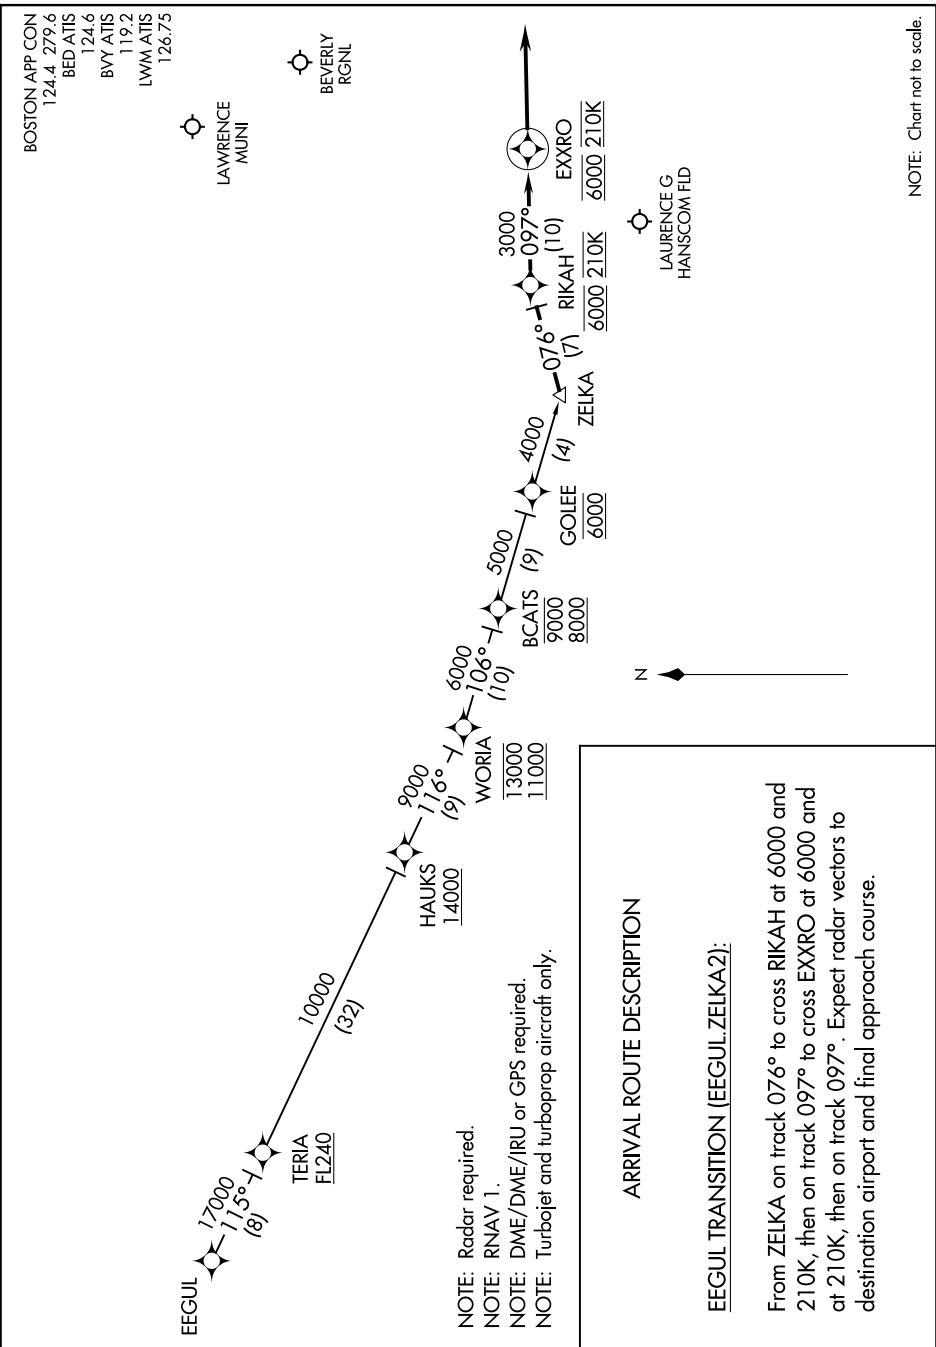 BOSTON APP CON
124.4 279.6
BED ATIS
124.6
BVY ATIS
119.2
LWM ATIS
126.75
LAWRENCE
MUNI
BEVERLY
RGNL
EEGUL
17000
115°
(8)
TERIA
FL240
10000
(32)
HAUKS
14000
9000
116°
(9)
WORIA
13000
11000
6000
106°
(10)
BCATS
9000
8000
5000
(9)
GOLEE
6000
4000
(4)
ZELKA
076°
(7)
RIKAH
6000 210K
3000
097°
(10)
EXXRO
6000 210K
LAURENCE G
HANSCOM FLD
N
NOTE: Radar required.
NOTE: RNAV 1.
NOTE: DME/DME/IRU or GPS required.
NOTE: Turbojet and turboprop aircraft only.
ARRIVAL ROUTE DESCRIPTION
EEGUL TRANSITION (EEGUL.ZELKA2):
From ZELKA on track 076° to cross RIKAH at 6000 and
210K, then on track 097° to cross EXXRO at 6000 and
at 210K, then on track 097°. Expect radar vectors to
destination airport and final approach course.
NOTE: Chart not to scale.